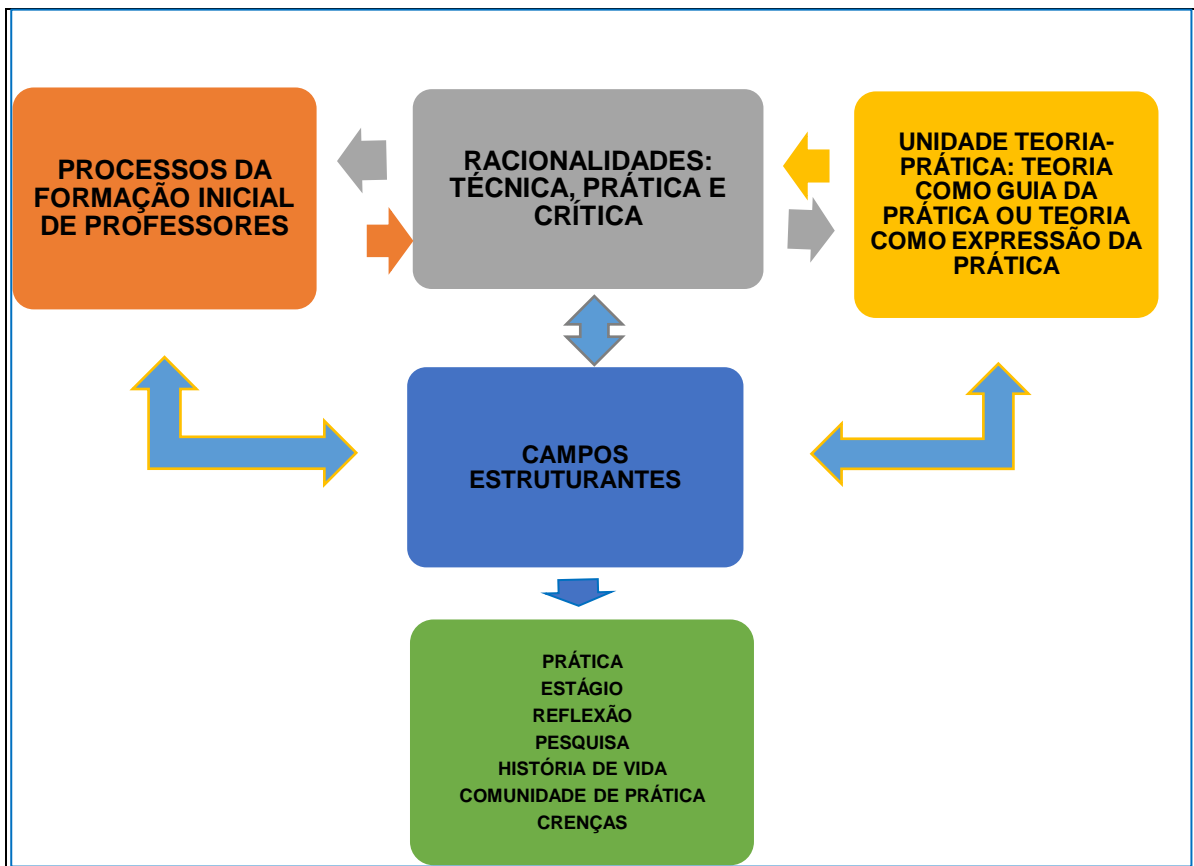 PROCESSOS DA
FORMAÇÃO INICIAL
DE PROFESSORES
RACIONALIDADES:
TÉCNICA, PRÁTICA E
CRÍTICA
UNIDADE TEORIA-
PRÁTICA: TEORIA
COMO GUIA DA
PRÁTICA OU TEORIA
COMO EXPRESSÃO DA
PRÁTICA
CAMPOS
ESTRUTURANTES
PRÁTICA
ESTÁGIO
REFLEXÃO
PESQUISA
HISTÓRIA DE VIDA
COMUNIDADE DE PRÁTICA
CRENÇAS